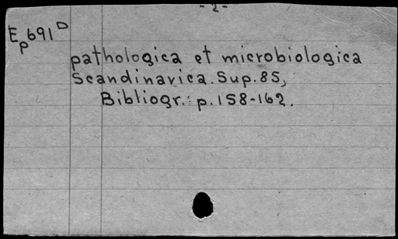 - 2 -
Ep691D
pathologica et microbiologica
Scandinavica. Sup. 85,
Bibliogr.: p. 158-162.